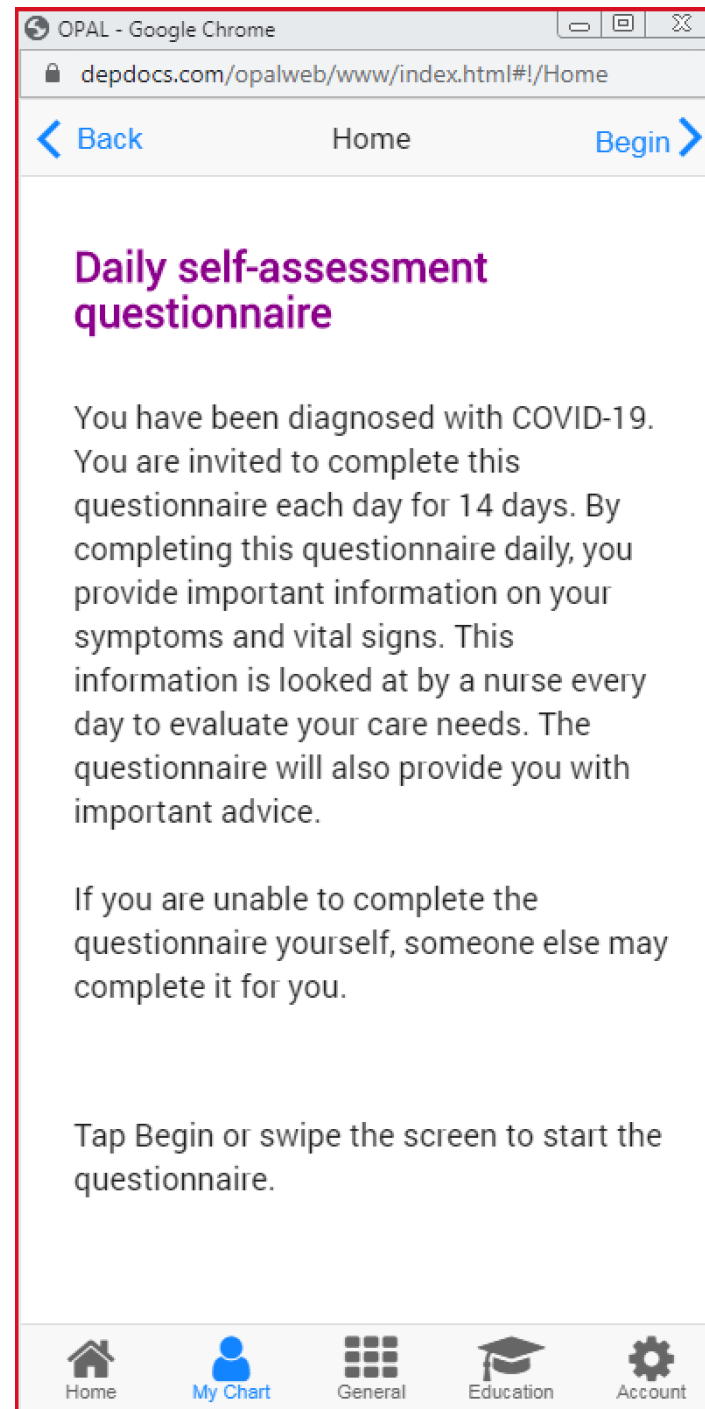 OPAL - Google Chrome
depdocs.com/opalweb/www/index.html#!/Home
Back Home Begin
Daily self-assessment
questionnaire
You have been diagnosed with COVID-19.
You are invited to complete this
questionnaire each day for 14 days. By
completing this questionnaire daily, you
provide important information on your
symptoms and vital signs. This
information is looked at by a nurse every
day to evaluate your care needs. The
questionnaire will also provide you with
important advice.
If you are unable to complete the
questionnaire yourself, someone else may
complete it for you.
Tap Begin or swipe the screen to start the
questionnaire.
Home My Chart General Education Account